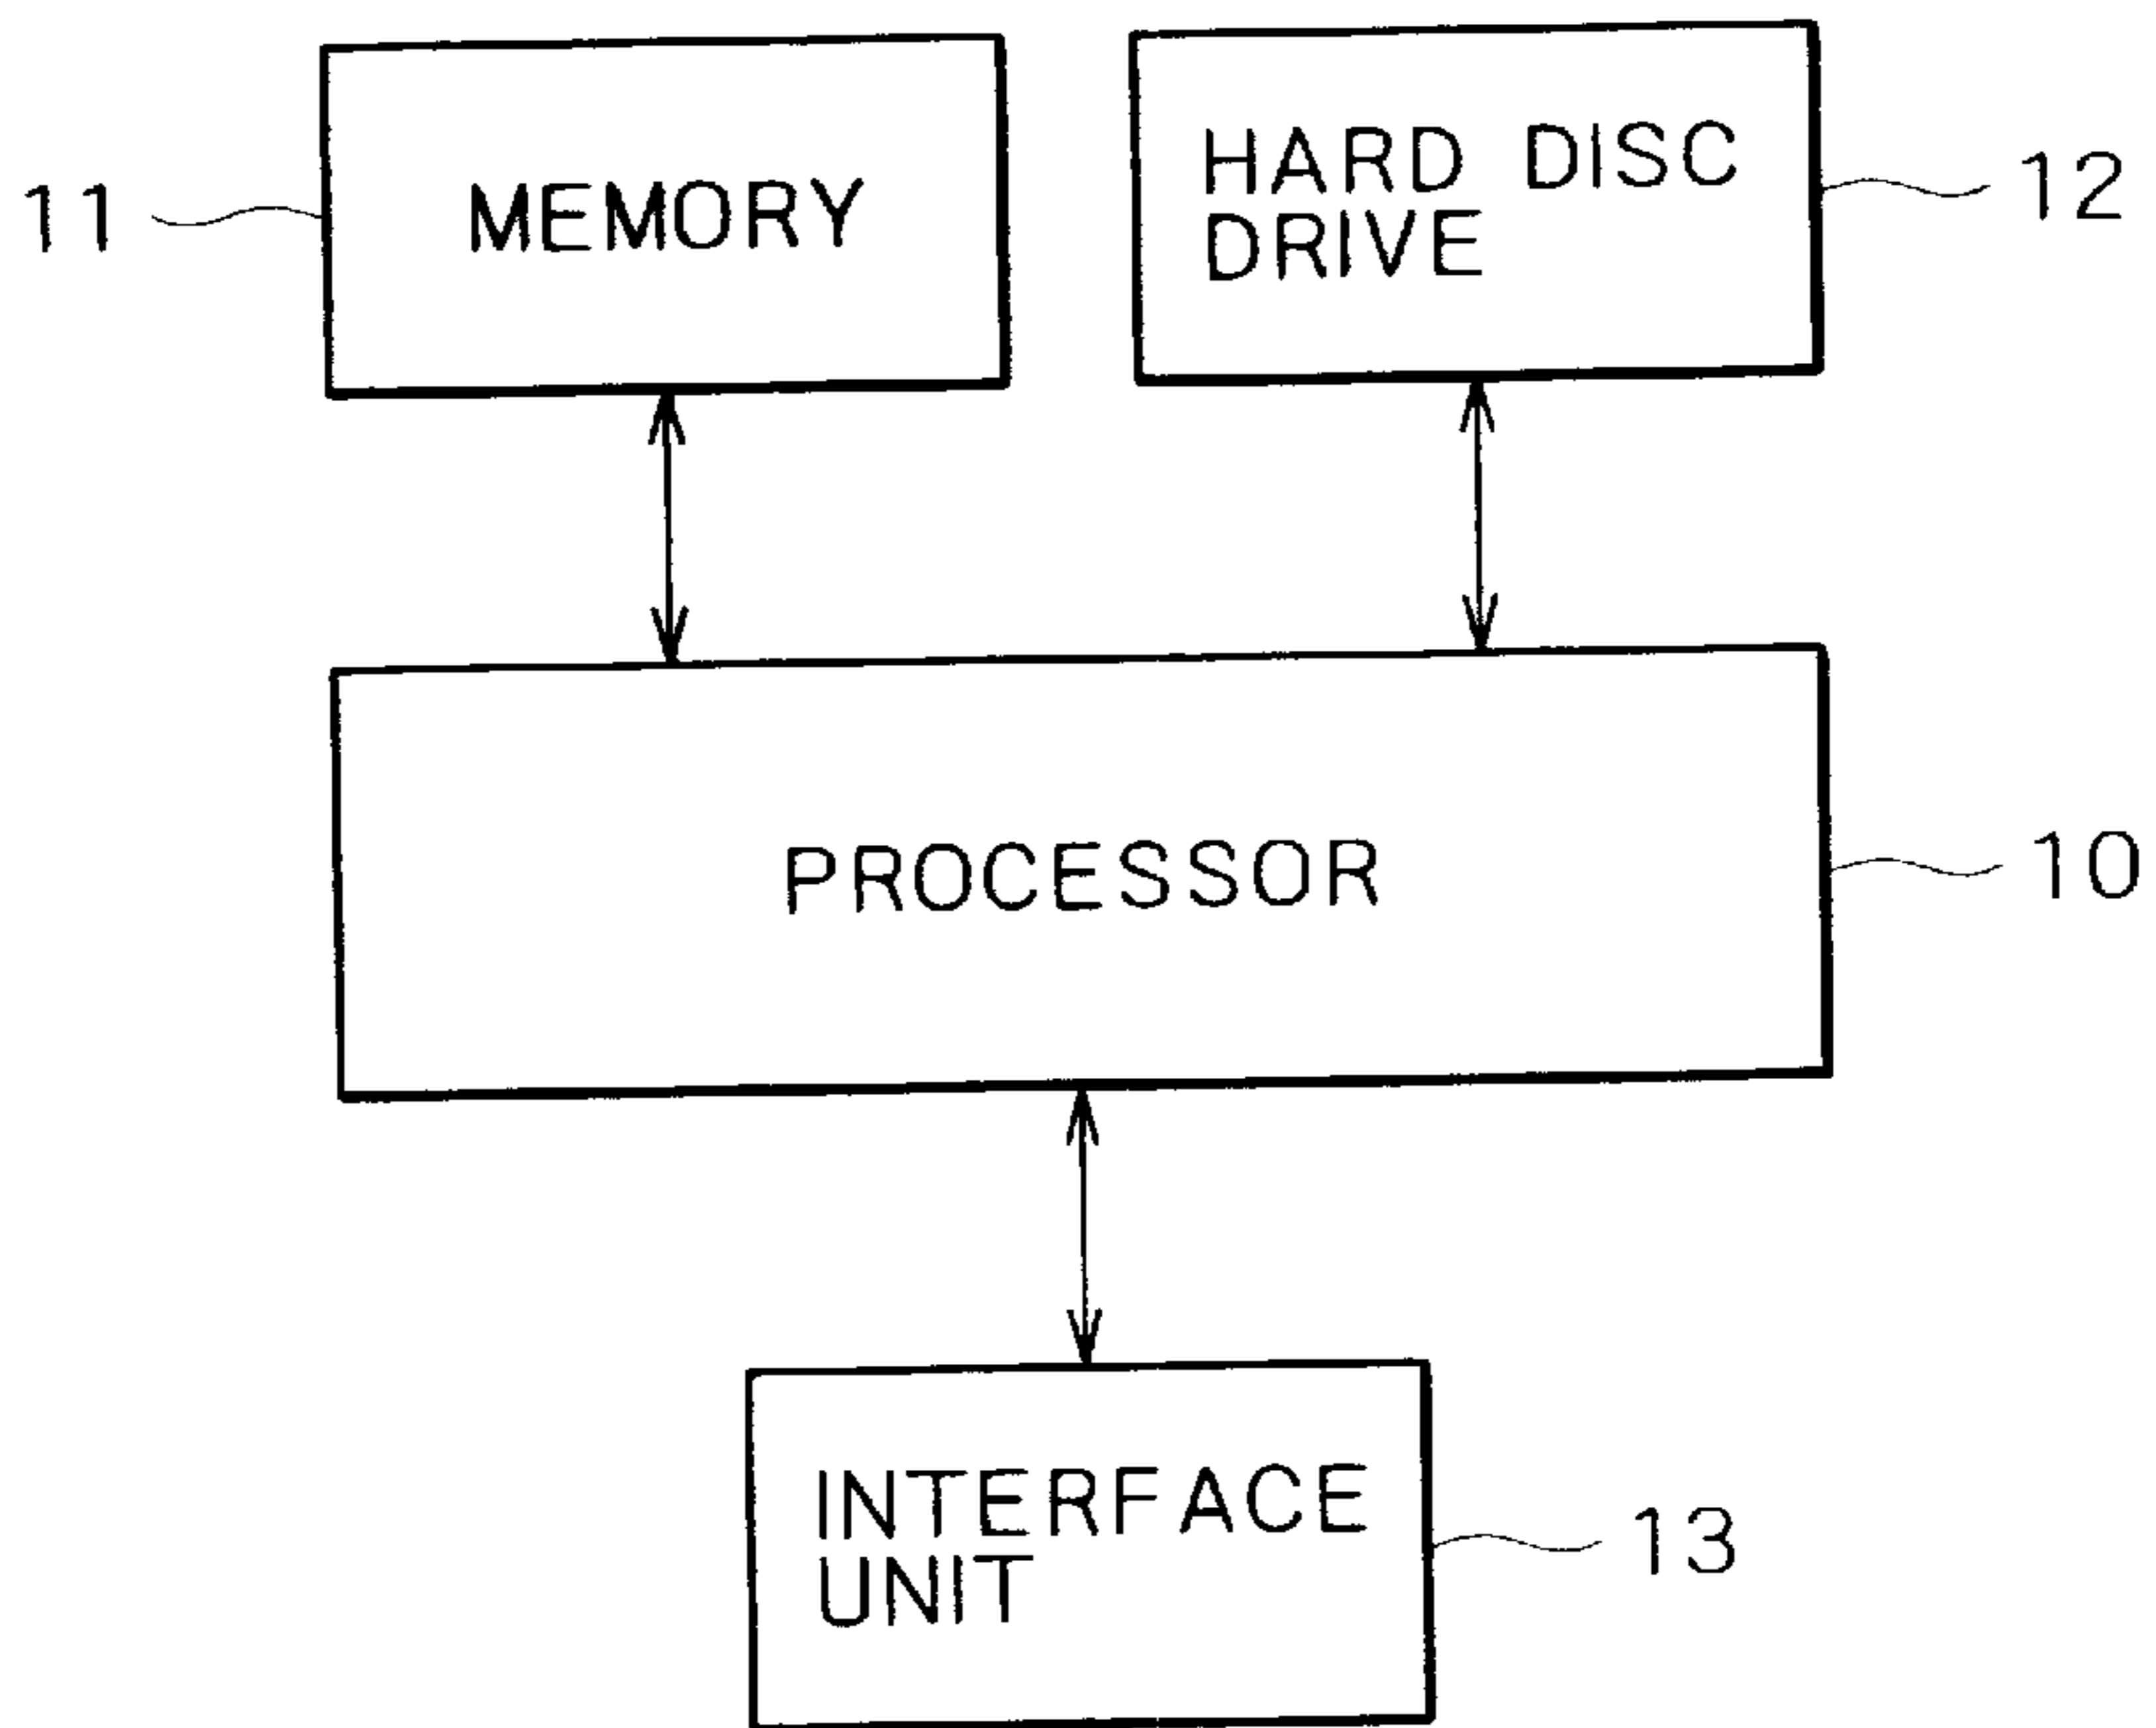 11
MEMORY
HARD DISC
DRIVE
12
PROCESSOR
10
INTERFACE
UNIT
13